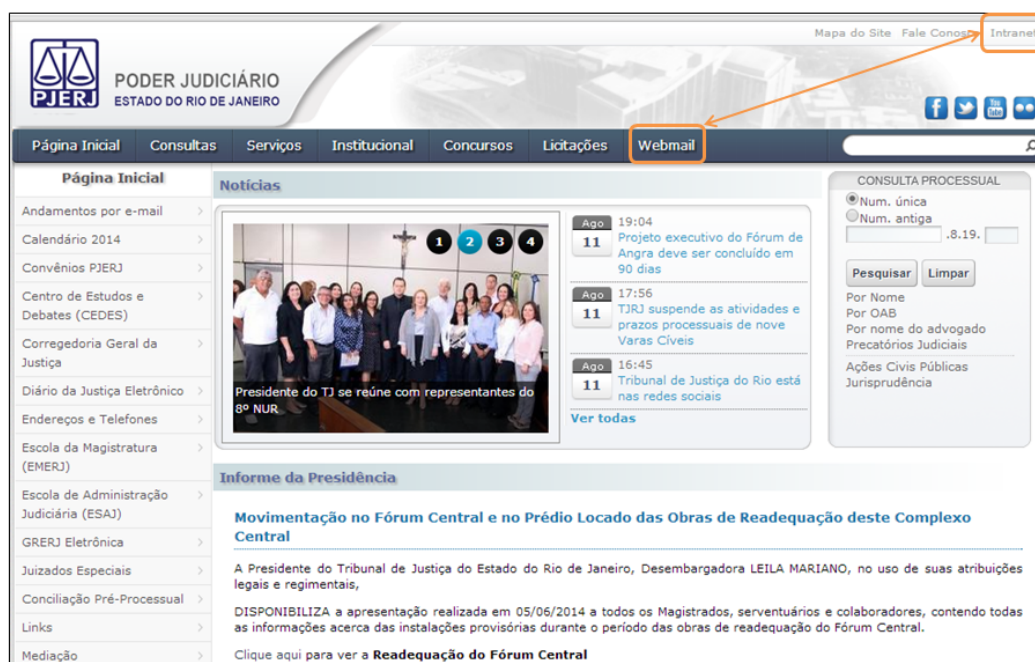 Mapa do Site Fale Conosco Intranet
PJERJ
PODER JUDICIÁRIO
ESTADO DO RIO DE JANEIRO
You
Tube
Página Inicial Consultas Serviços Institucional Concursos Licitações Webmail
Página Inicial
Andamentos por e-mail
Calendário 2014
Convênios PJERJ
Centro de Estudos e
Debates (CEDES)
Corregedoria Geral da
Justiça
Diário da Justiça Eletrônico
Endereços e Telefones
Escola da Magistratura
(EMERJ)
Escola de Administração
Judiciária (ESAJ)
GRERJ Eletrônica
Juizados Especiais
Conciliação Pré-Processual
Links
Mediação
Notícias
1 2 3 4
Presidente do TJ se reúne com representantes do
8º NUR
Ago 11 19:04
Projeto executivo do Fórum de
Angra deve ser concluído em
90 dias
Ago 11 17:56
TJRJ suspende as atividades e
prazos processuais de nove
Varas Cíveis
Ago 11 16:45
Tribunal de Justiça do Rio está
nas redes sociais
Ver todas
CONSULTA PROCESSUAL
Num. única
Num. antiga
.8.19.
Pesquisar Limpar
Por Nome
Por OAB
Por nome do advogado
Precatórios Judiciais
Ações Civis Públicas
Jurisprudência
Informe da Presidência
Movimentação no Fórum Central e no Prédio Locado das Obras de Readequação deste Complexo
Central
A Presidente do Tribunal de Justiça do Estado do Rio de Janeiro, Desembargadora LEILA MARIANO, no uso de suas atribuições
legais e regimentais,
DISPONIBILIZA a apresentação realizada em 05/06/2014 a todos os Magistrados, serventuários e colaboradores, contendo todas
as informações acerca das instalações provisórias durante o período das obras de readequação do Fórum Central.
Clique aqui para ver a Readequação do Fórum Central